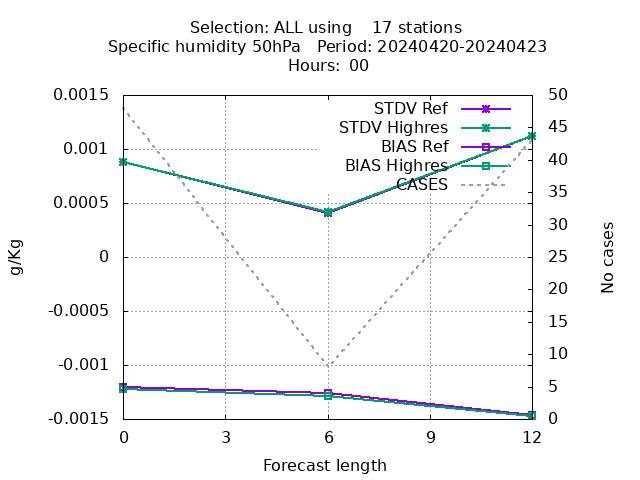 Selection: ALL using    17 stations
Specific humidity 50hPa   Period: 20240420-20240423
Hours: 00
STDV Ref
STDV Highres
BIAS Ref
BIAS Highres
CASES
g/Kg
0.0015
0.001
0.0005
0
-0.0005
-0.001
-0.0015
50
45
40
35
30
25
20
15
10
5
0
No cases
0 3 6 9 12
Forecast length